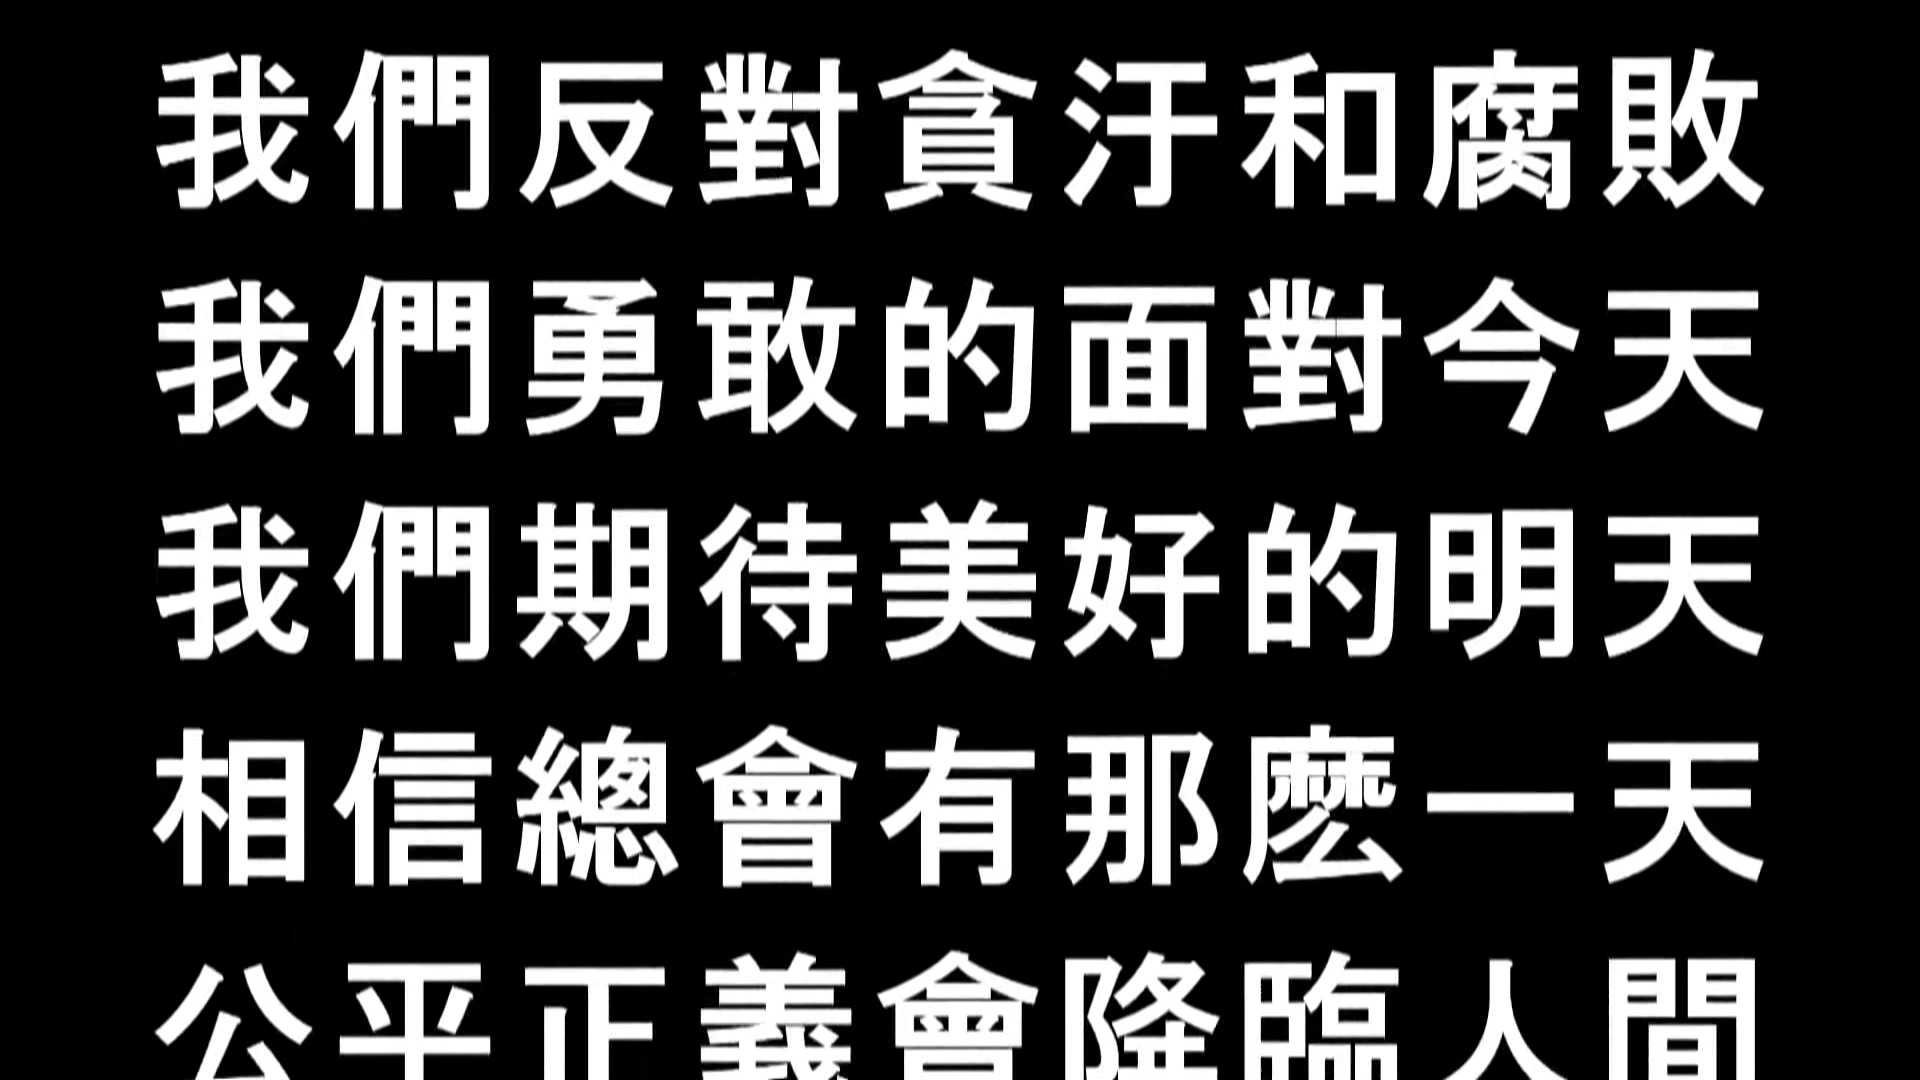 我們反對貪汙和腐敗
我們勇敢的面對今天
我們期待美好的明天
相信總會有那麽一天
公平正義會降臨人間